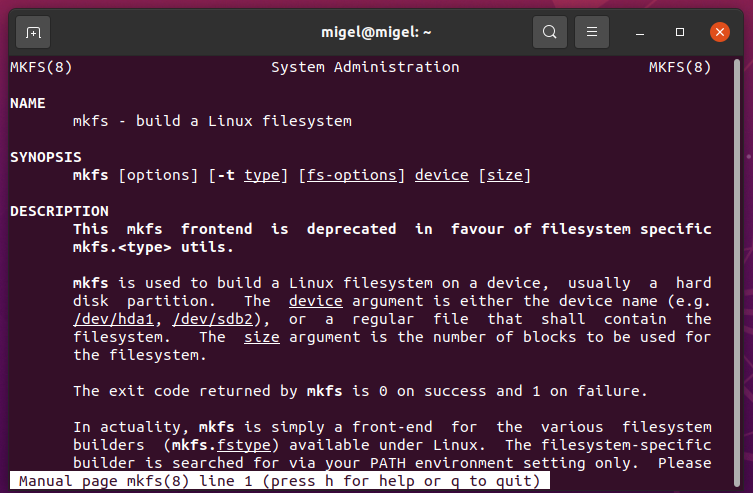 migel@migel: ~
MKFS(8) System Administration MKFS(8)
NAME
mkfs - build a Linux filesystem
SYNOPSIS
mkfs [options] [-t type] [fs-options] device [size]
DESCRIPTION
This mkfs frontend is deprecated in favour of filesystem specific
mkfs.<type> utils.
mkfs is used to build a Linux filesystem on a device, usually a hard
disk partition. The device argument is either the device name (e.g.
/dev/hda1, /dev/sdb2), or a regular file that shall contain the
filesystem. The size argument is the number of blocks to be used for
the filesystem.
The exit code returned by mkfs is 0 on success and 1 on failure.
In actuality, mkfs is simply a front-end for the various filesystem
builders (mkfs.fstype) available under Linux. The filesystem-specific
builder is searched for via your PATH environment setting only. Please
Manual page mkfs(8) line 1 (press h for help or q to quit)